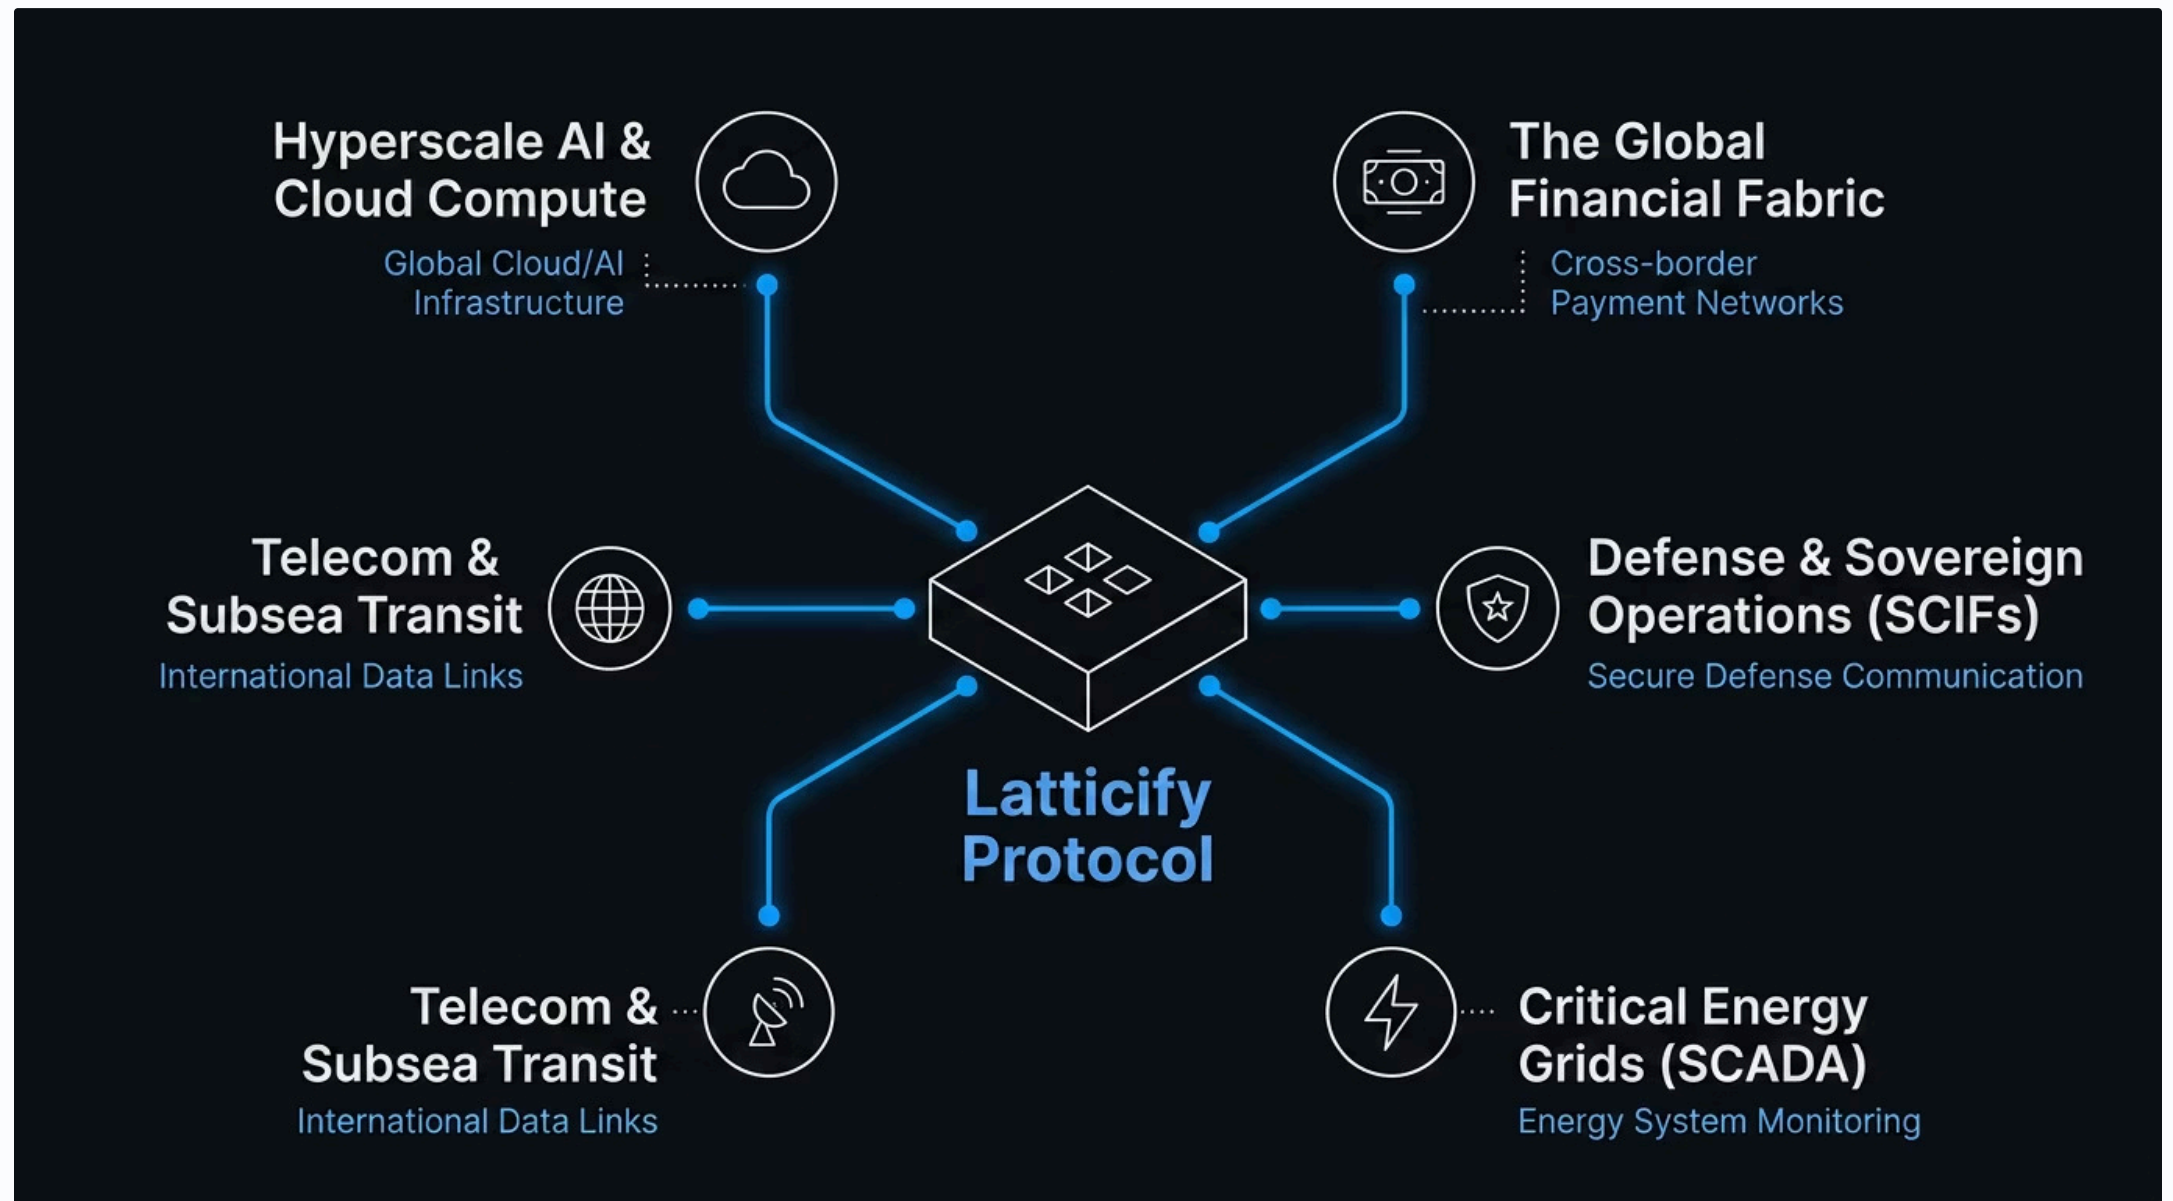 Hyperscale AI &
Cloud Compute
Global Cloud/AI
Infrastructure
The Global
Financial Fabric
Cross-border
Payment Networks
Telecom &
Subsea Transit
International Data Links
Defense & Sovereign
Operations (SCIFs)
Secure Defense Communication
Latticify
Protocol
Telecom &
Subsea Transit
International Data Links
Critical Energy
Grids (SCADA)
Energy System Monitoring